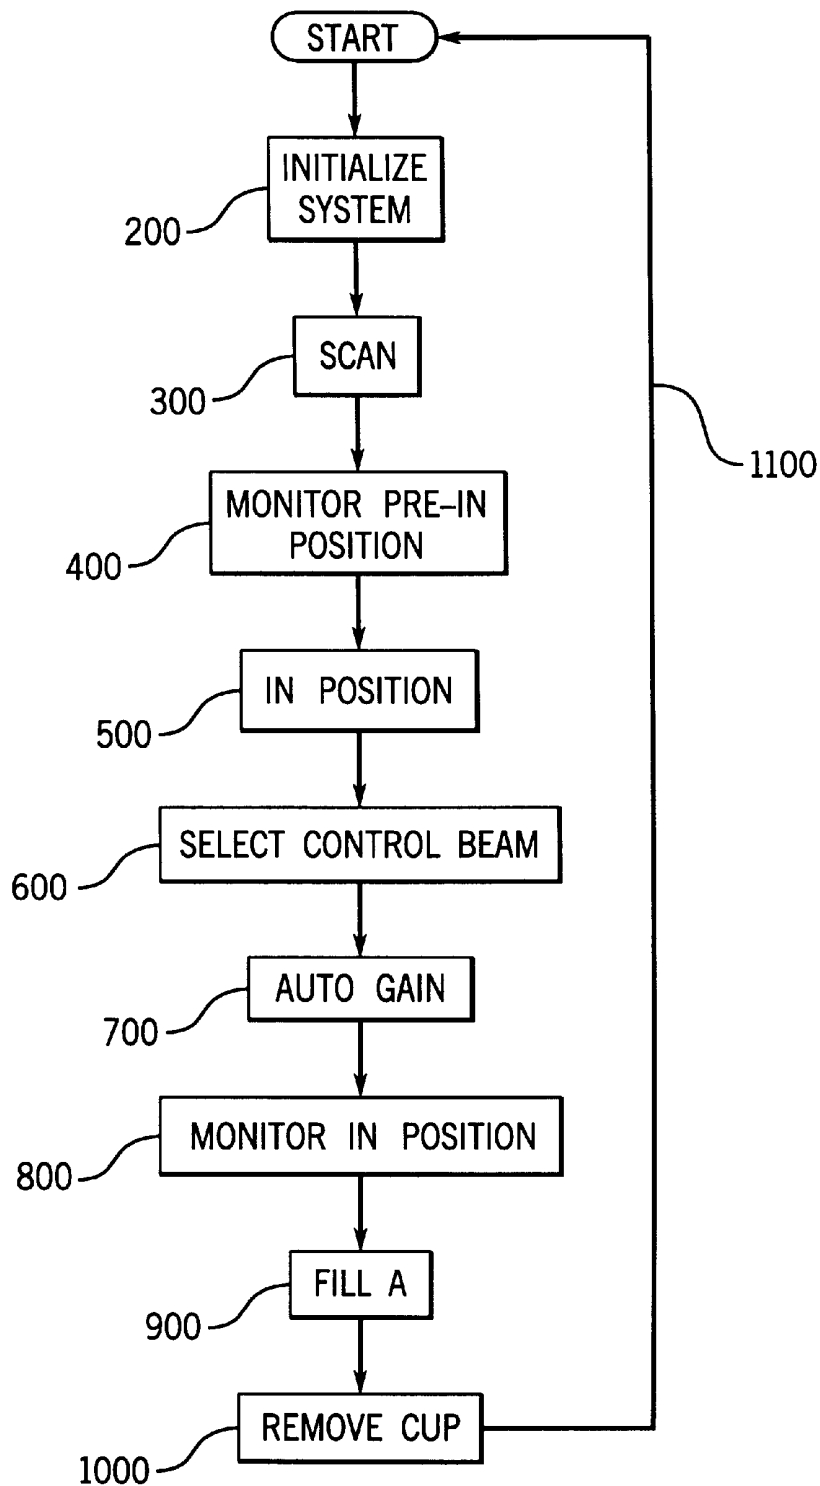 START
INITIALIZE
SYSTEM
200
SCAN
300
1100
MONITOR PRE-IN
POSITION
400
IN POSITION
500
SELECT CONTROL BEAM
600
AUTO GAIN
700
MONITOR IN POSITION
800
FILL A
900
REMOVE CUP
1000